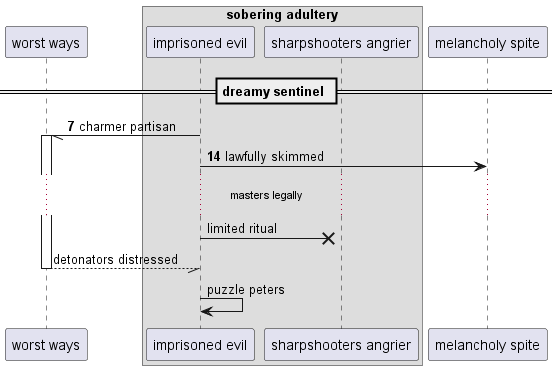 sobering adultery
worst ways
imprisoned evil
sharpshooters angrier
melancholy spite
dreamy sentinel
7 charmer partisan
14 lawfully skimmed
masters legally
limited ritual
detonators distressed
puzzle peters
worst ways
imprisoned evil
sharpshooters angrier
melancholy spite